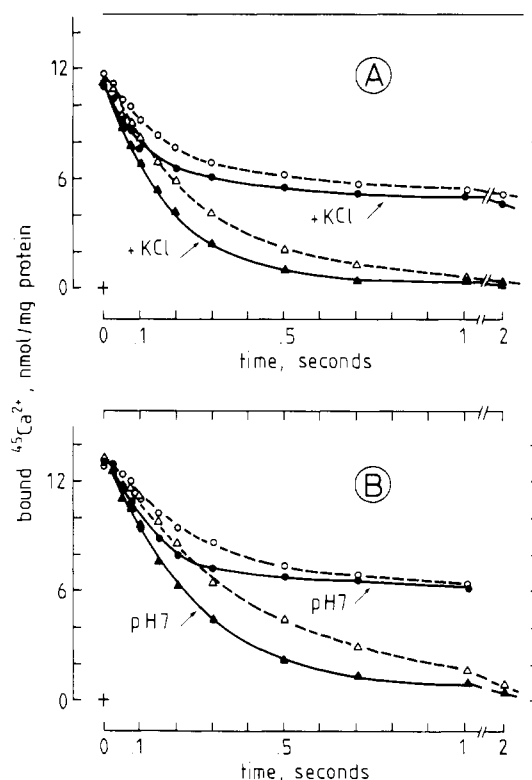 A
12
6
0
+KCl
+KCl
0 .1 .5 1 2
time, seconds
bound ⁴⁵Ca²⁺, nmol/mg protein
B
12
6
0
pH7
pH7
0 .1 .5 1 2
time, seconds